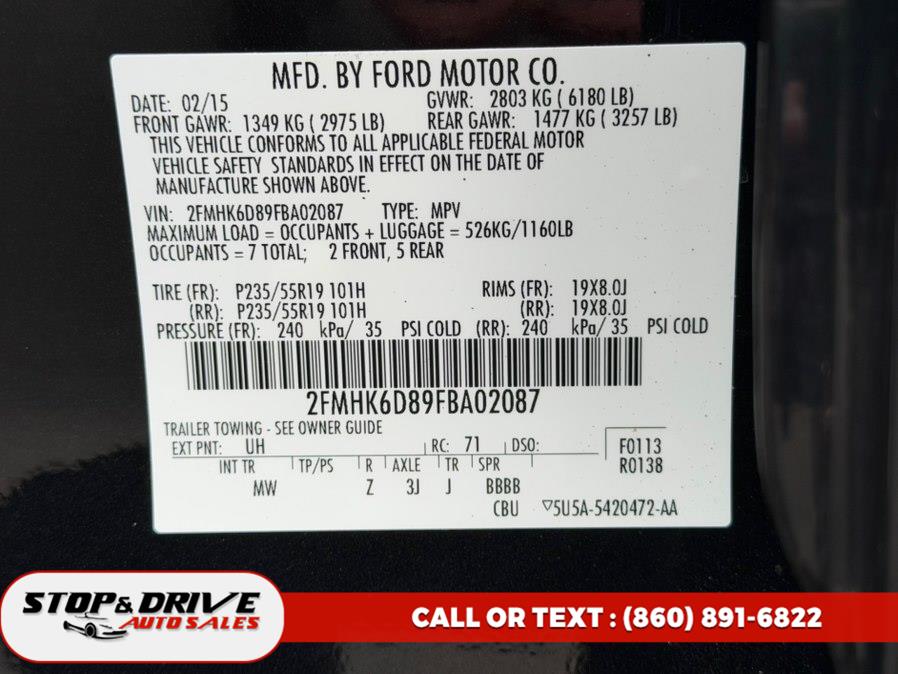 MFD. BY FORD MOTOR CO.
DATE: 02/15 GVWR: 2803 KG ( 6180 LB)
FRONT GAWR: 1349 KG ( 2975 LB) REAR GAWR: 1477 KG ( 3257 LB)
THIS VEHICLE CONFORMS TO ALL APPLICABLE FEDERAL MOTOR
VEHICLE SAFETY STANDARDS IN EFFECT ON THE DATE OF
MANUFACTURE SHOWN ABOVE.
VIN: 2FMHK6D89FBA02087 TYPE: MPV
MAXIMUM LOAD = OCCUPANTS + LUGGAGE = 526KG/1160LB
OCCUPANTS = 7 TOTAL; 2 FRONT, 5 REAR
TIRE (FR): P235/55R19 101H RIMS (FR): 19X8.0J
(RR): P235/55R19 101H (RR): 19X8.0J
PRESSURE (FR): 240 kPa/ 35 PSI COLD (RR): 240 kPa/ 35 PSI COLD
2FMHK6D89FBA02087
TRAILER TOWING - SEE OWNER GUIDE
EXT PNT: UH RC: 71 DSO: F0113
INT TR TP/PS R AXLE TR SPR R0138
MW Z 3J J BBBB
CBU ▽5U5A-5420472-AA
STOP & DRIVE
AUTO SALES
CALL OR TEXT : (860) 891-6822